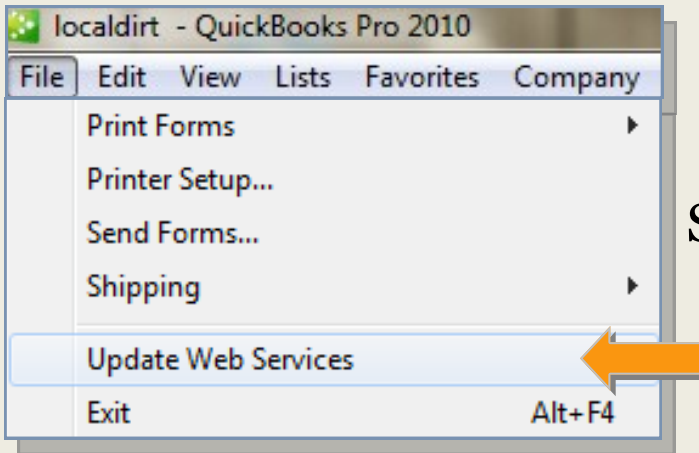 localdirt - QuickBooks Pro 2010
File Edit View Lists Favorites Company
Print Forms
Printer Setup...
Send Forms...
Shipping
Update Web Services
Exit Alt+F4